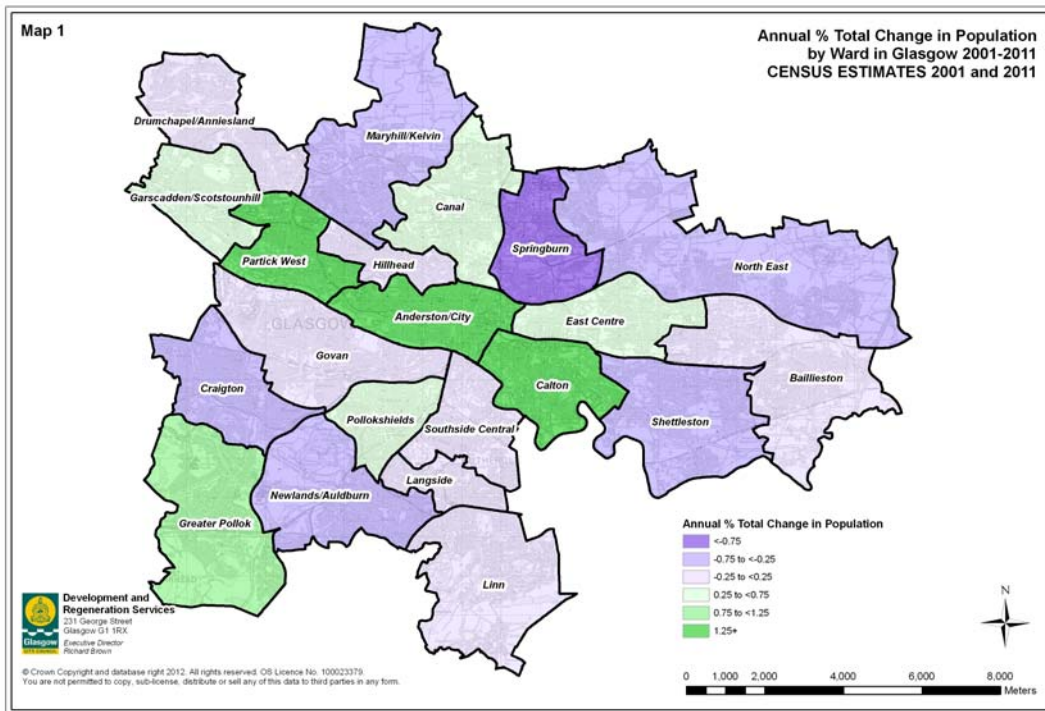 Map 1
Annual % Total Change in Population
by Ward in Glasgow 2001-2011
CENSUS ESTIMATES 2001 and 2011
Drumchapel/Anniesland
Maryhill/Kelvin
Garscadden/Scotstounhill
Canal
Springburn
Partick West
Hillhead
North East
GLASGOW
Anderston/City
East Centre
Govan
Craigton
Calton
Baillieston
Pollokshields
Southside Central
Shettleston
Langside
Newlands/Auldburn
Greater Pollok
Linn
Annual % Total Change in Population
<-0.75
-0.75 to <-0.25
-0.25 to <0.25
0.25 to <0.75
0.75 to <1.25
1.25+
Glasgow
CITY COUNCIL
Development and
Regeneration Services
231 George Street
Glasgow G1 1RX
Executive Director
Richard Brown
N
© Crown Copyright and database right 2012. All rights reserved. OS Licence No. 100023379.
You are not permitted to copy, sub-license, distribute or sell any of this data to third parties in any form.
0 1,000 2,000 4,000 6,000 8,000
Meters